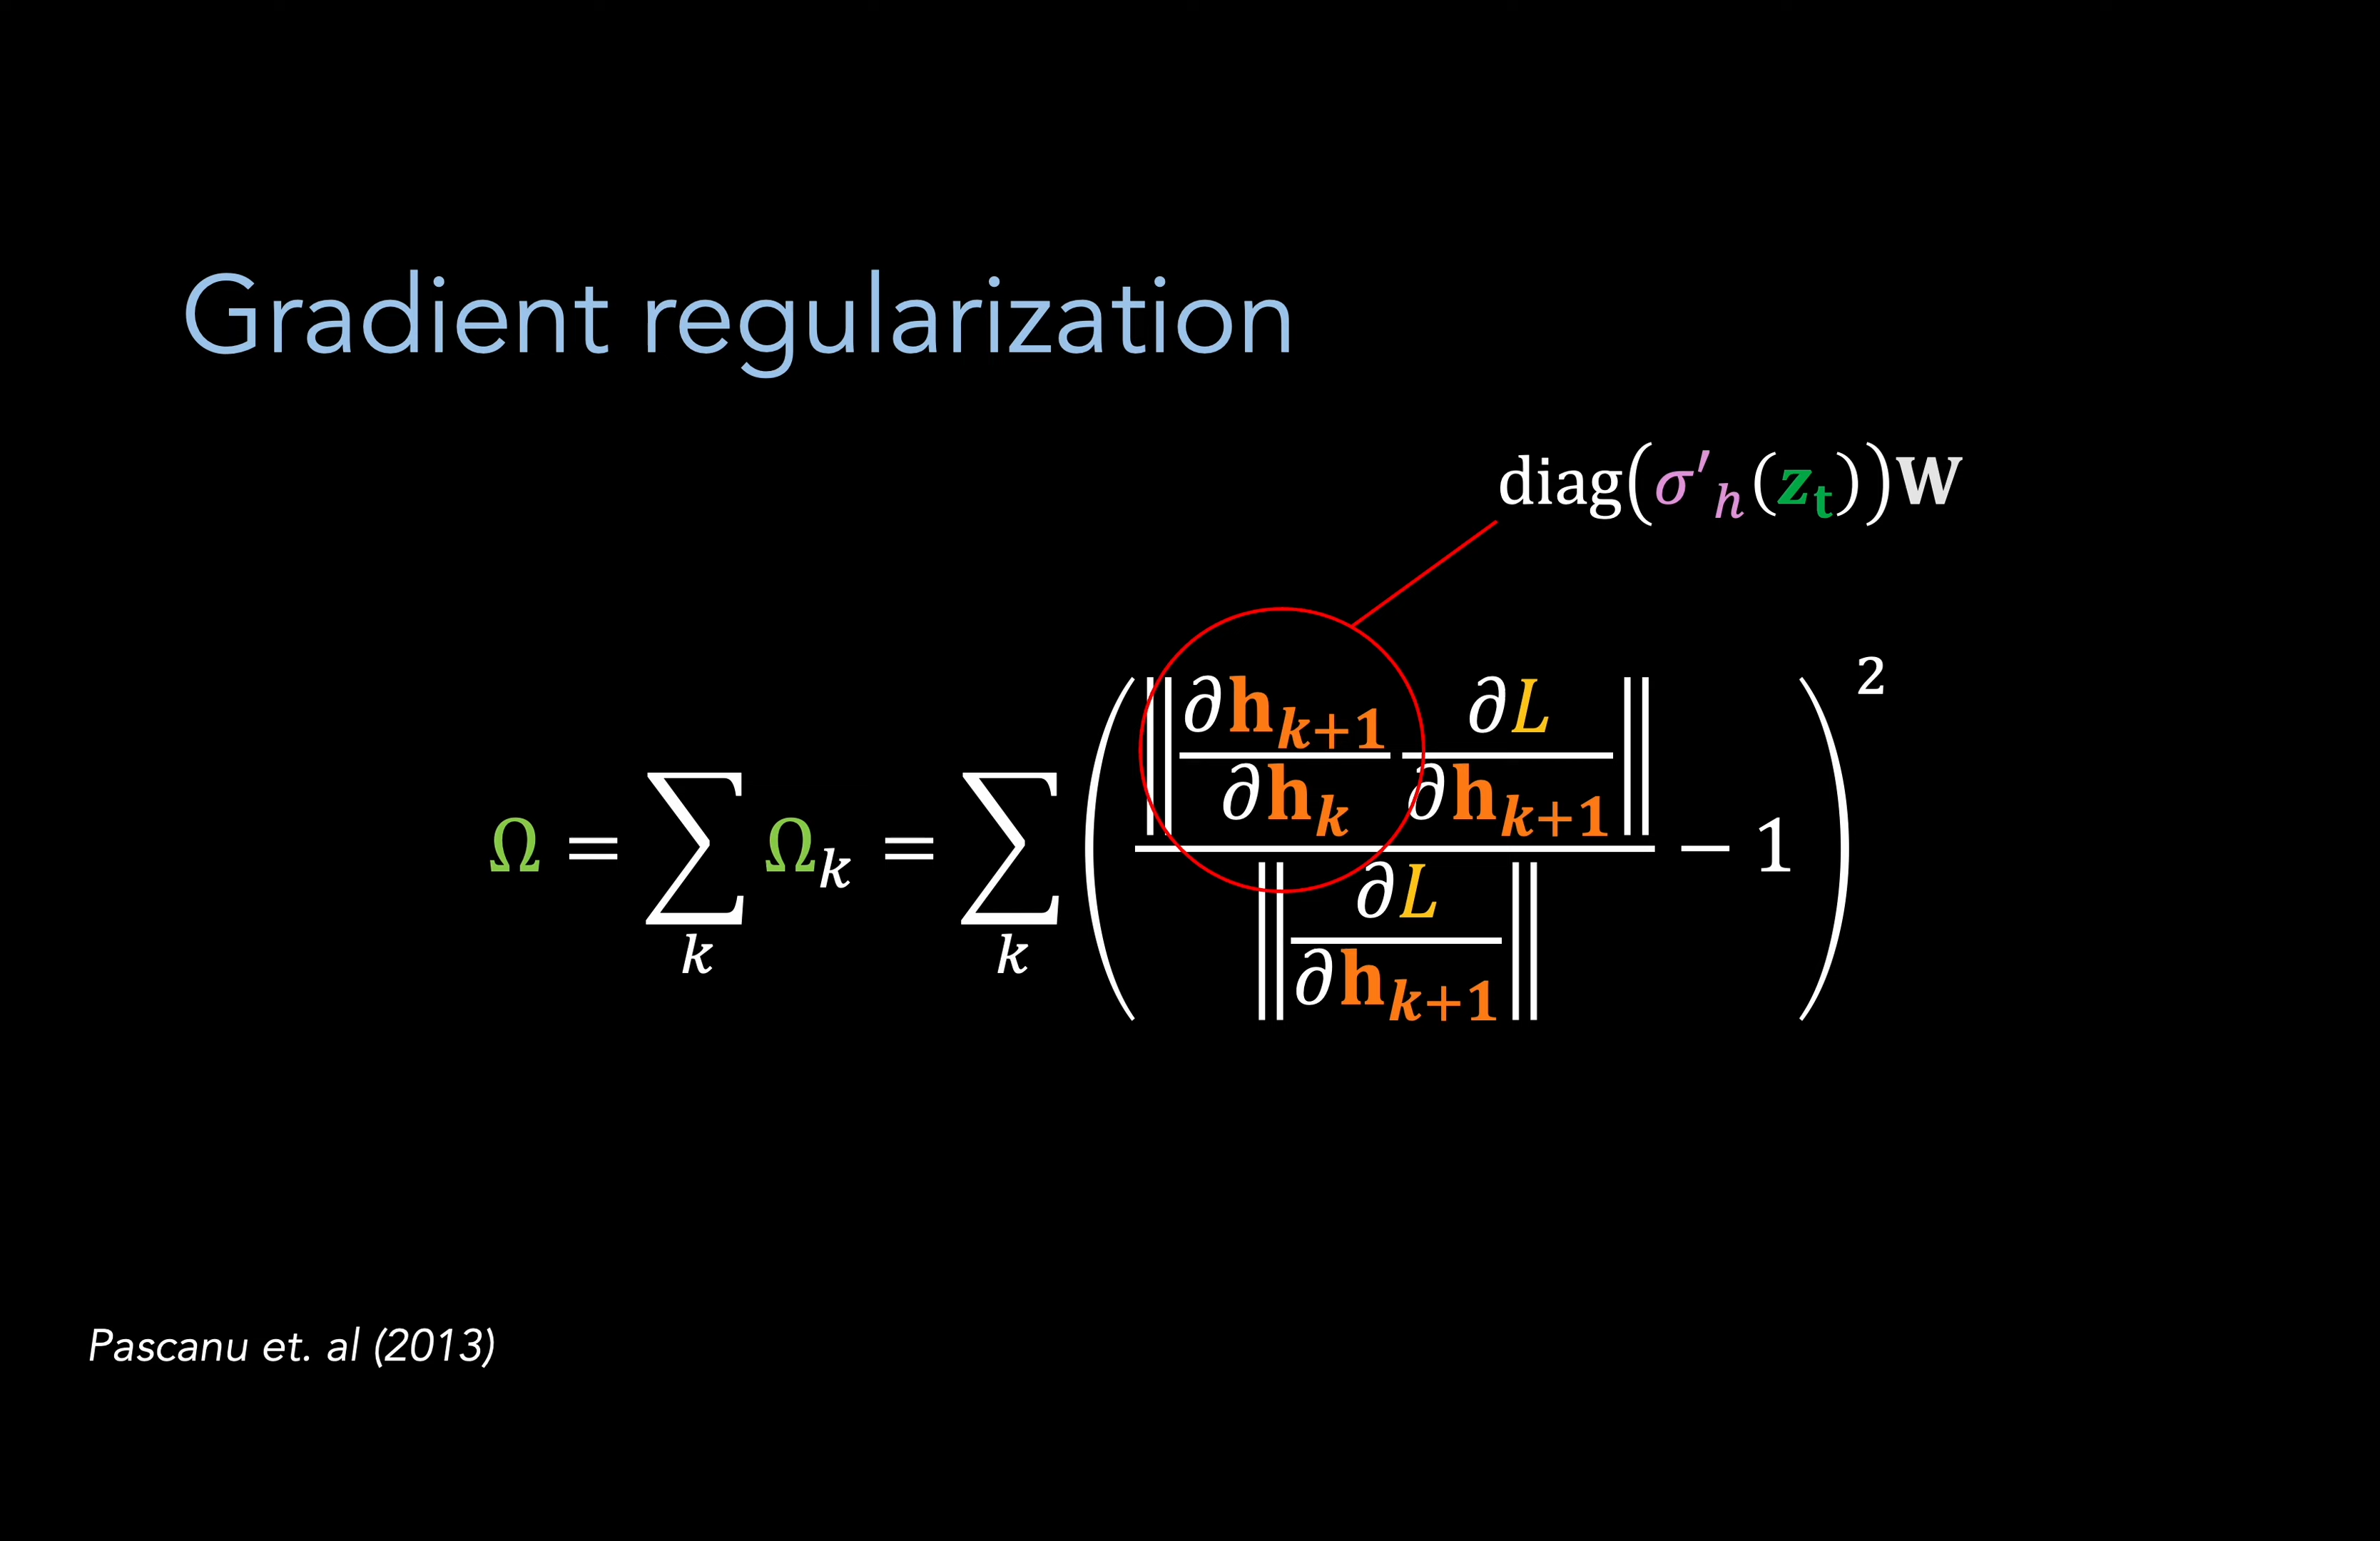 Gradient regularization
diag(σ′ₕ(zₜ))W
Ω = ∑ₖ Ωₖ = ∑ₖ (‖∂hₖ₊₁/∂hₖ ∂L/∂hₖ₊₁‖ / ‖∂L/∂hₖ₊₁‖ − 1)²
Pascanu et. al (2013)